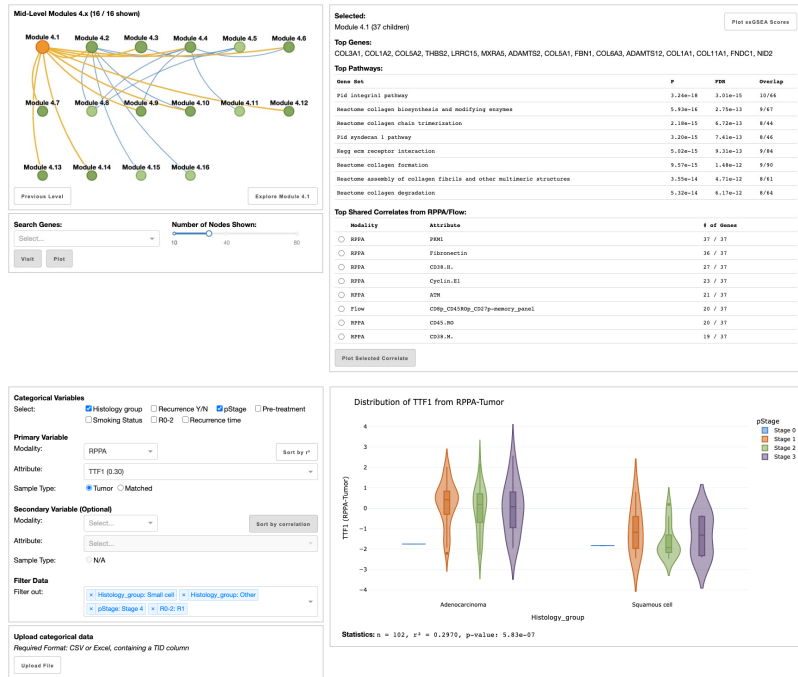 Mid-Level Modules 4.x (16 / 16 shown)
Module 4.1 Module 4.2 Module 4.3 Module 4.4 Module 4.5 Module 4.6
Module 4.7 Module 4.8 Module 4.9 Module 4.10 Module 4.11 Module 4.12
Module 4.13 Module 4.14 Module 4.15 Module 4.16
Previous Level Explore Module 4.1
Search Genes: Number of Nodes Shown:
Select...
10 40 80
Visit Plot
Selected:
Module 4.1 (37 children)
Plot ssGSEA Scores
Top Genes:
COL3A1, COL1A2, COL5A2, THBS2, LRRC15, MXRA5, ADAMTS2, COL5A1, FBN1, COL6A3, ADAMTS12, COL1A1, COL11A1, FNDC1, NID2
Top Pathways:
Gene Set P FDR Overlap
Pid integrin1 pathway 3.24e-18 3.01e-15 10/66
Reactome collagen biosynthesis and modifying enzymes 5.93e-16 2.75e-13 9/67
Reactome collagen chain trimerization 2.18e-15 6.72e-13 8/44
Pid syndecan 1 pathway 3.20e-15 7.41e-13 8/46
Kegg ecm receptor interaction 5.02e-15 9.31e-13 9/84
Reactome collagen formation 9.57e-15 1.48e-12 9/90
Reactome assembly of collagen fibrils and other multimeric structures 3.55e-14 4.71e-12 8/61
Reactome collagen degradation 5.32e-14 6.17e-12 8/64
Top Shared Correlates from RPPA/Flow:
Modality Attribute # of Genes
RPPA PKM1 37 / 37
RPPA Fibronectin 36 / 37
RPPA CD38.H. 27 / 37
RPPA Cyclin.E1 23 / 37
RPPA ATM 21 / 37
Flow CD8p_CD45ROp_CD27p-memory_panel 20 / 37
RPPA CD45.RO 20 / 37
RPPA CD38.M. 19 / 37
Plot Selected Correlate
Categorical Variables
Select: Histology group Recurrence Y/N pStage Pre-treatment
Smoking Status R0-2 Recurrence time
Primary Variable
Modality: RPPA Sort by r²
Attribute: TTF1 (0.30)
Sample Type: Tumor Matched
Secondary Variable (Optional)
Modality: Select... Sort by correlation
Attribute: Select...
Sample Type: N/A
Filter Data
Filter out: × Histology_group: Small cell × Histology_group: Other
× pStage: Stage 4 × R0-2: R1
Upload categorical data
Required Format: CSV or Excel, containing a TID column
Upload File
Distribution of TTF1 from RPPA-Tumor
pStage
Stage 0
Stage 1
Stage 2
Stage 3
TTF1 (RPPA-Tumor)
4
3
2
1
0
−1
−2
−3
−4
Adenocarcinoma Squamous cell
Histology_group
Statistics: n = 102, r² = 0.2970, p-value: 5.83e-07